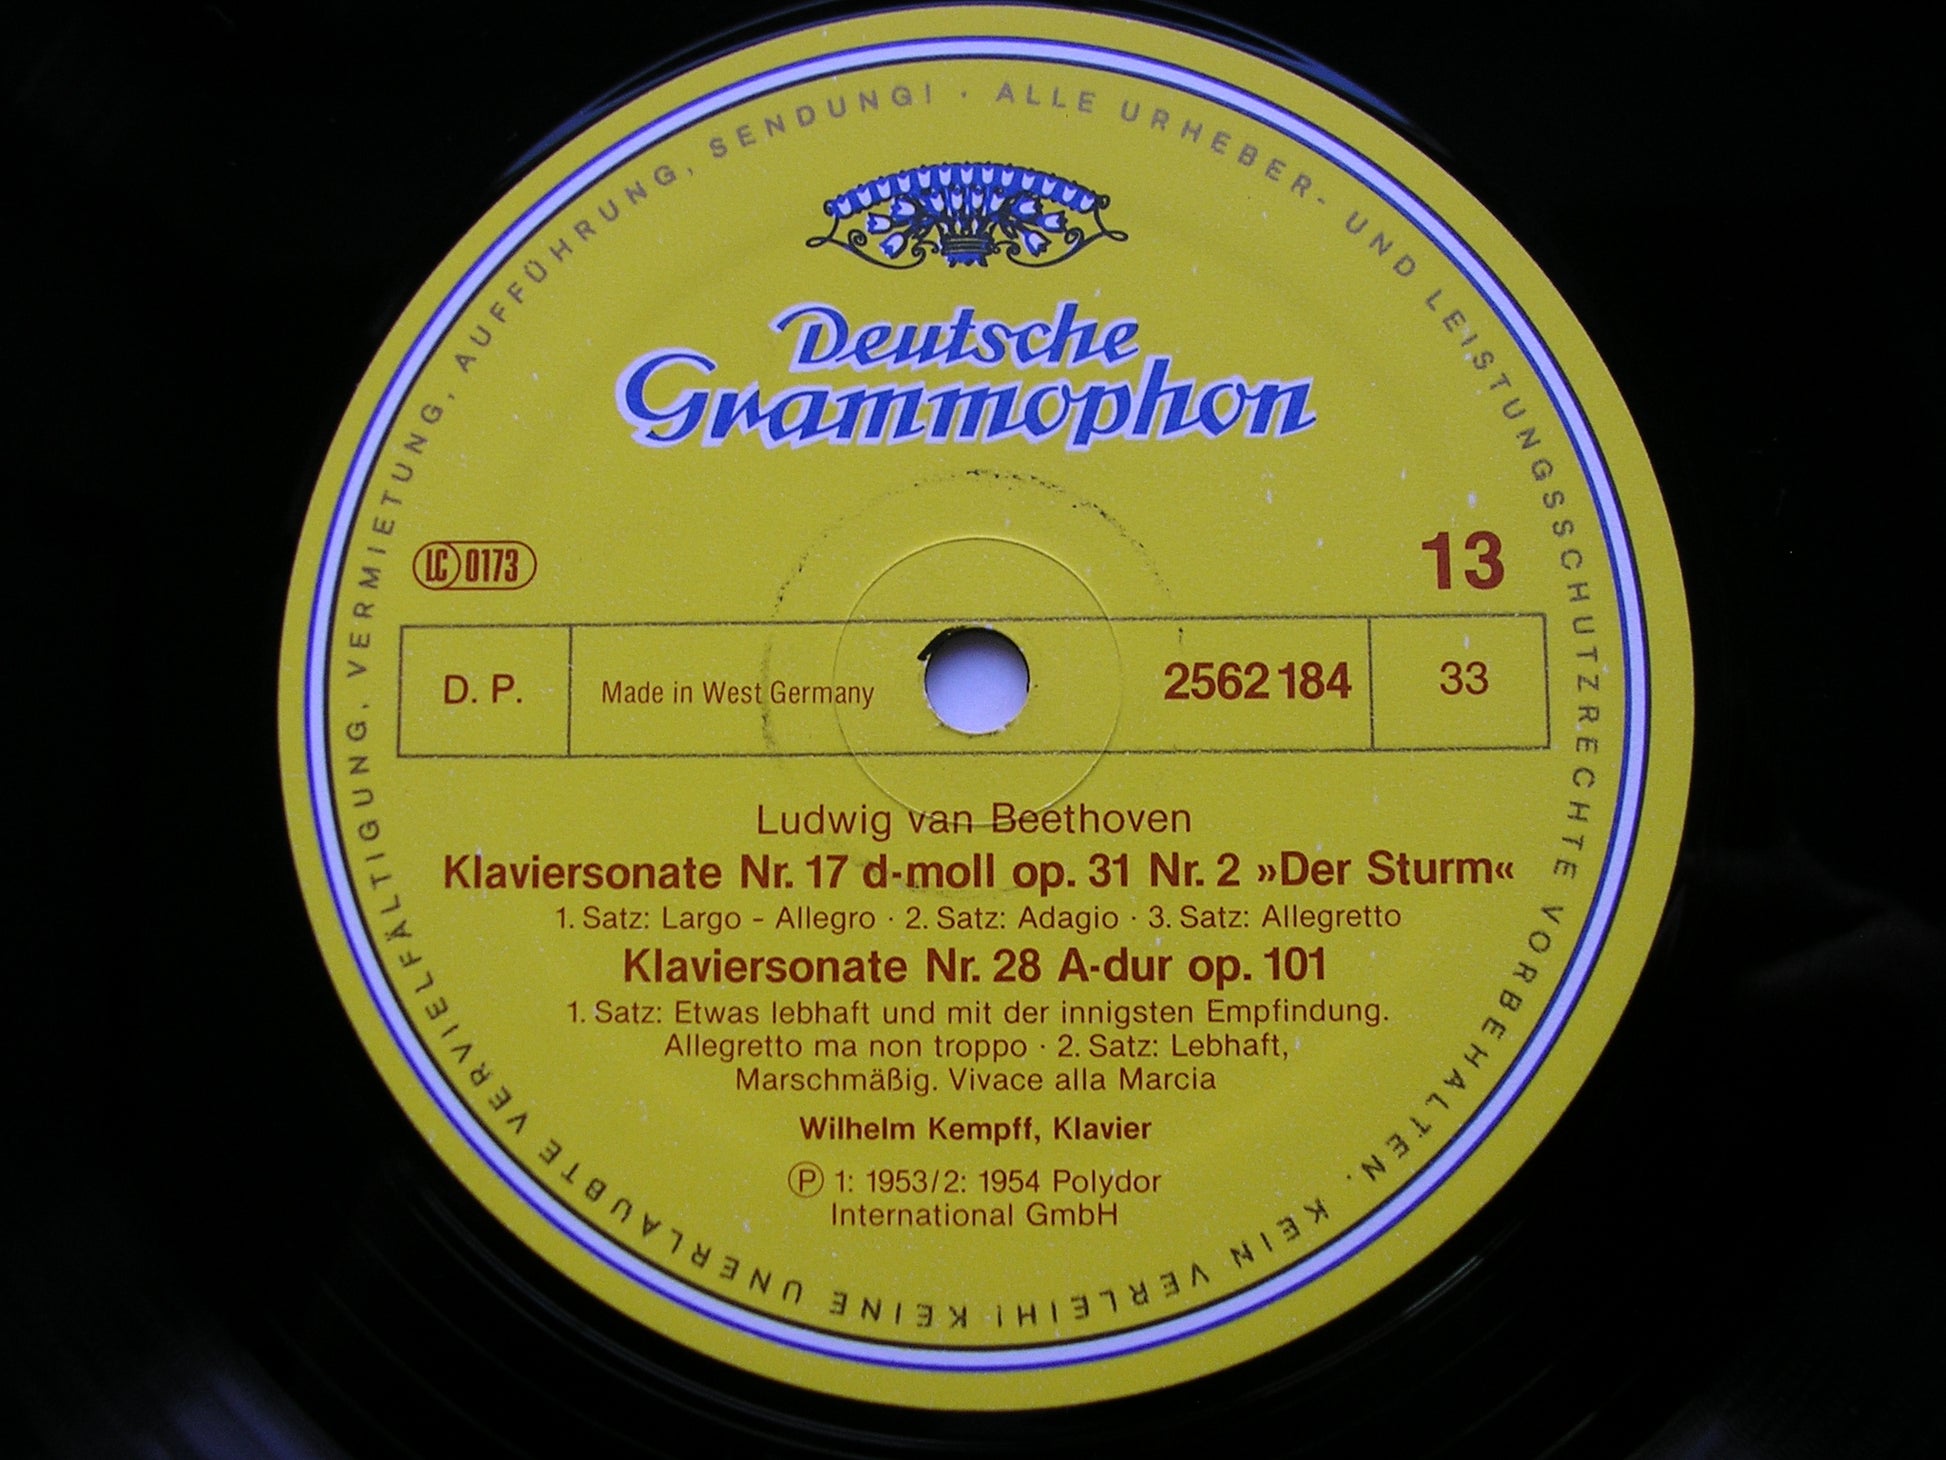 ALLE URHEBER- UND LEISTUNGSSCHUTZRECHTE VORBEHALTEN. KEIN VERLEIH! KEINE UNERLAUBTE VERVIELFÄLTIGUNG, VERMIETUNG, AUFFÜHRUNG, SENDUNG! ·
Deutsche
Grammophon
LC 0173
13
D. P. Made in West Germany 2562 184 33
Ludwig van Beethoven
Klaviersonate Nr. 17 d-moll op. 31 Nr. 2 »Der Sturm«
1. Satz: Largo – Allegro · 2. Satz: Adagio · 3. Satz: Allegretto
Klaviersonate Nr. 28 A-dur op. 101
1. Satz: Etwas lebhaft und mit der innigsten Empfindung.
Allegretto ma non troppo · 2. Satz: Lebhaft,
Marschmäßig. Vivace alla Marcia
Wilhelm Kempff, Klavier
Ⓟ 1: 1953/2: 1954 Polydor
International GmbH